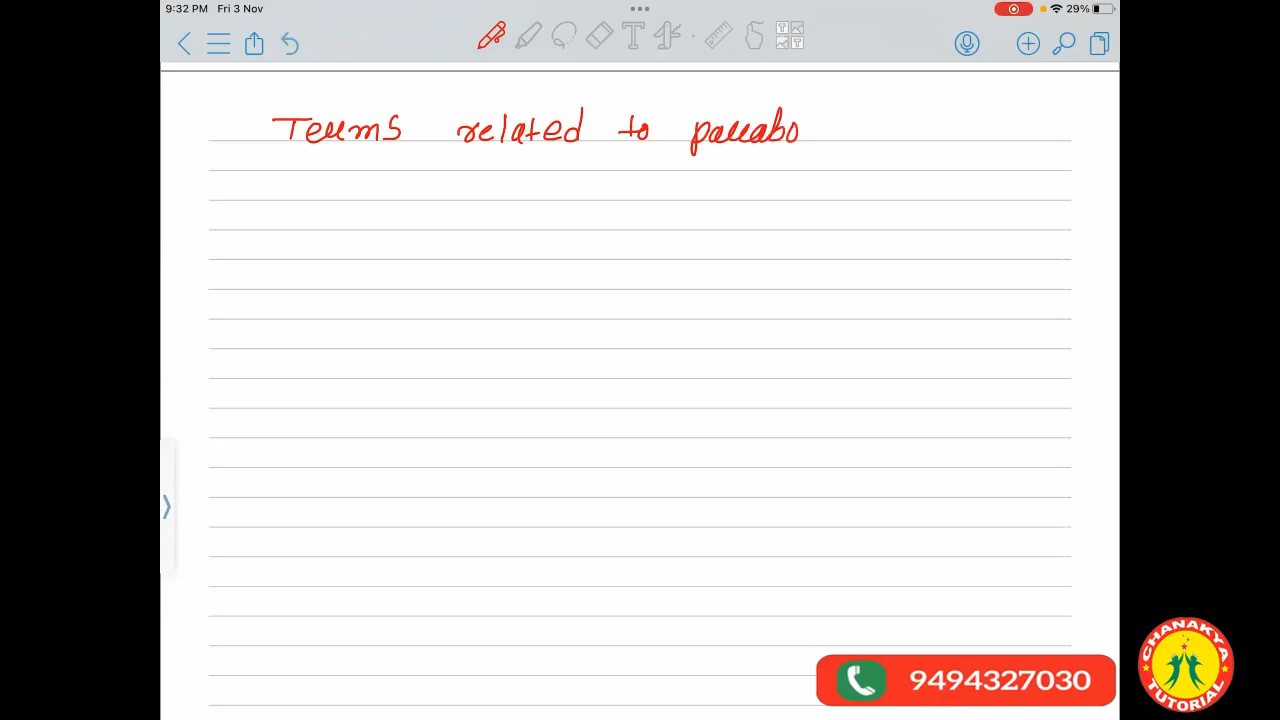 9:32 PM Fri 3 Nov
29%
Terms related to parabo
9494327030
CHANAKYA
TUTORIAL